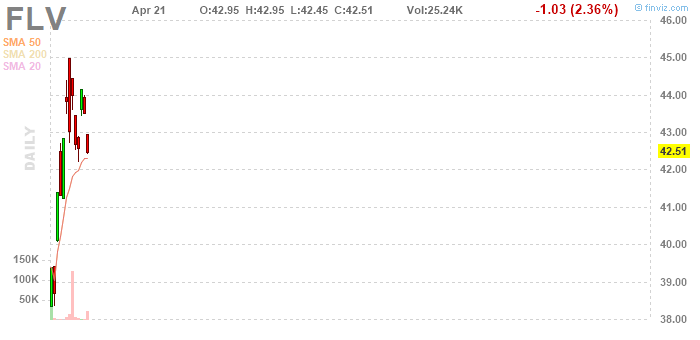 FLV
Apr 21 O:42.95 H:42.95 L:42.45 C:42.51 Vol:25.24K -1.03 (2.36%)
© finviz.com
SMA 50
SMA 200
SMA 20
DAILY
46.00
45.00
44.00
43.00
42.51
42.00
41.00
40.00
39.00
38.00
150K
100K
50K